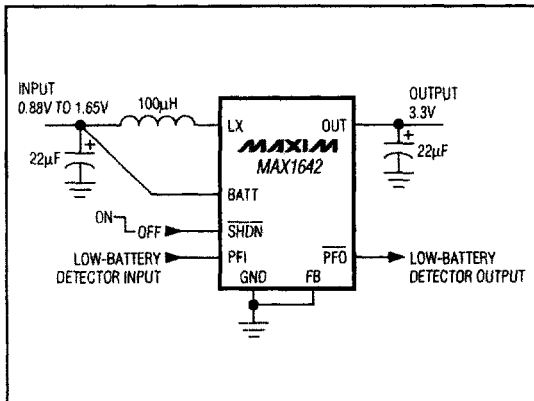 INPUT
0.88V TO 1.65V
100µH
+
22µF
LX
OUT
MAXIM
MAX1642
OUTPUT
3.3V
+
22µF
BATT
ON
OFF
SHDN
LOW-BATTERY
DETECTOR INPUT
PFI
PFO
LOW-BATTERY
DETECTOR OUTPUT
GND
FB